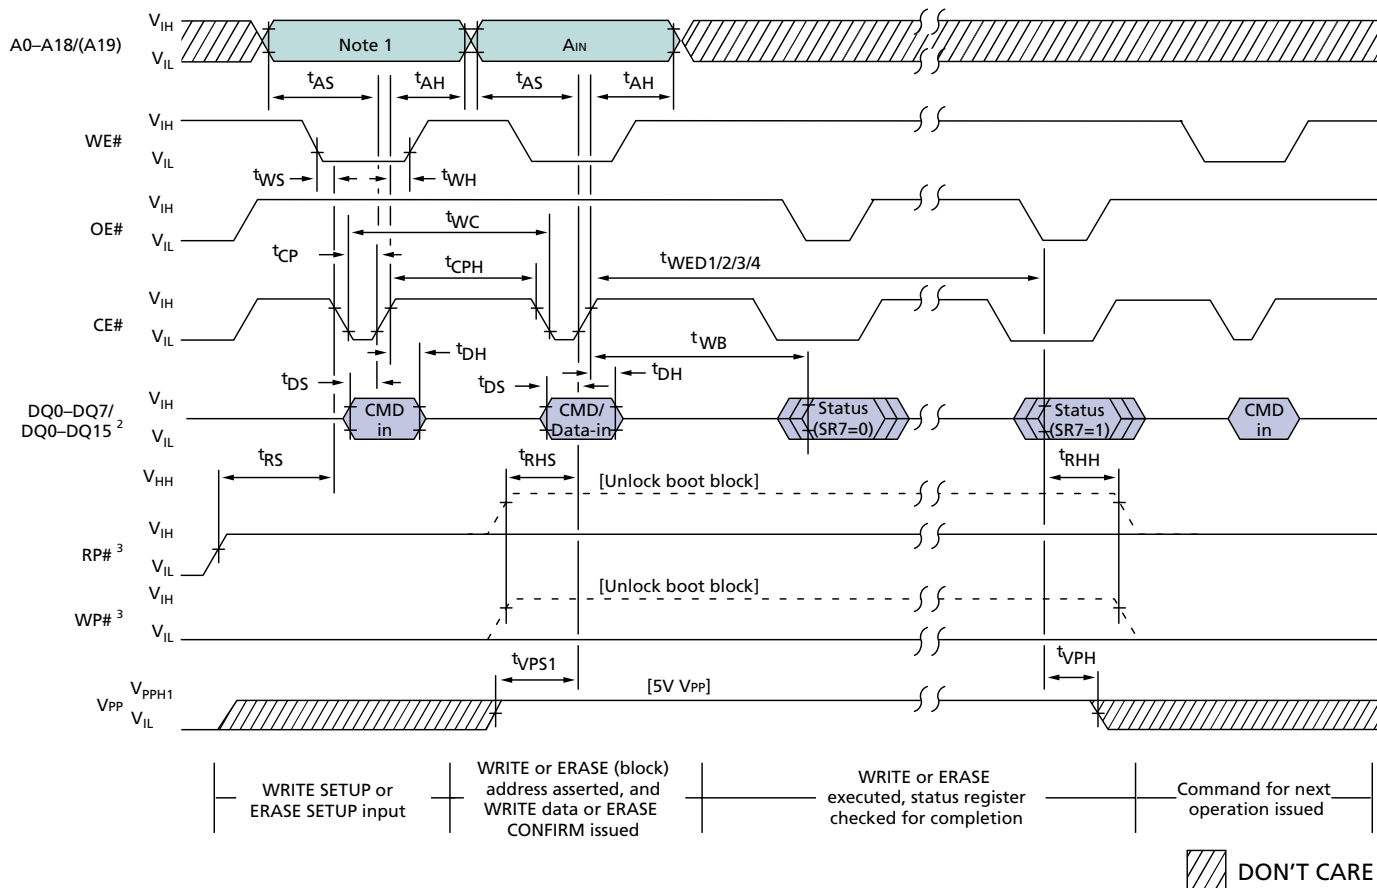 VIH
A0–A18/(A19)
Note 1
AIN
VIL
tAS
tAH
tAS
tAH
VIH
WE#
VIL
tWS
tWH
VIH
OE#
VIL
tWC
tCP
tCPH
tWED1/2/3/4
VIH
CE#
VIL
tWB
tDH
tDS
tDH
tDS
VIH
DQ0–DQ7/
DQ0–DQ15 2
VIL
CMD
in
CMD/
Data-in
Status
(SR7=0)
Status
(SR7=1)
CMD
in
tRS
tRHS
tRHH
VHH
[Unlock boot block]
VIH
RP# 3
VIL
VIH
[Unlock boot block]
WP# 3
VIL
tVPS1
tVPH
VPPH1
[5V VPP]
VPP
VIL
WRITE SETUP or
ERASE SETUP input
WRITE or ERASE (block)
address asserted, and
WRITE data or ERASE
CONFIRM issued
WRITE or ERASE
executed, status register
checked for completion
Command for next
operation issued
DON'T CARE